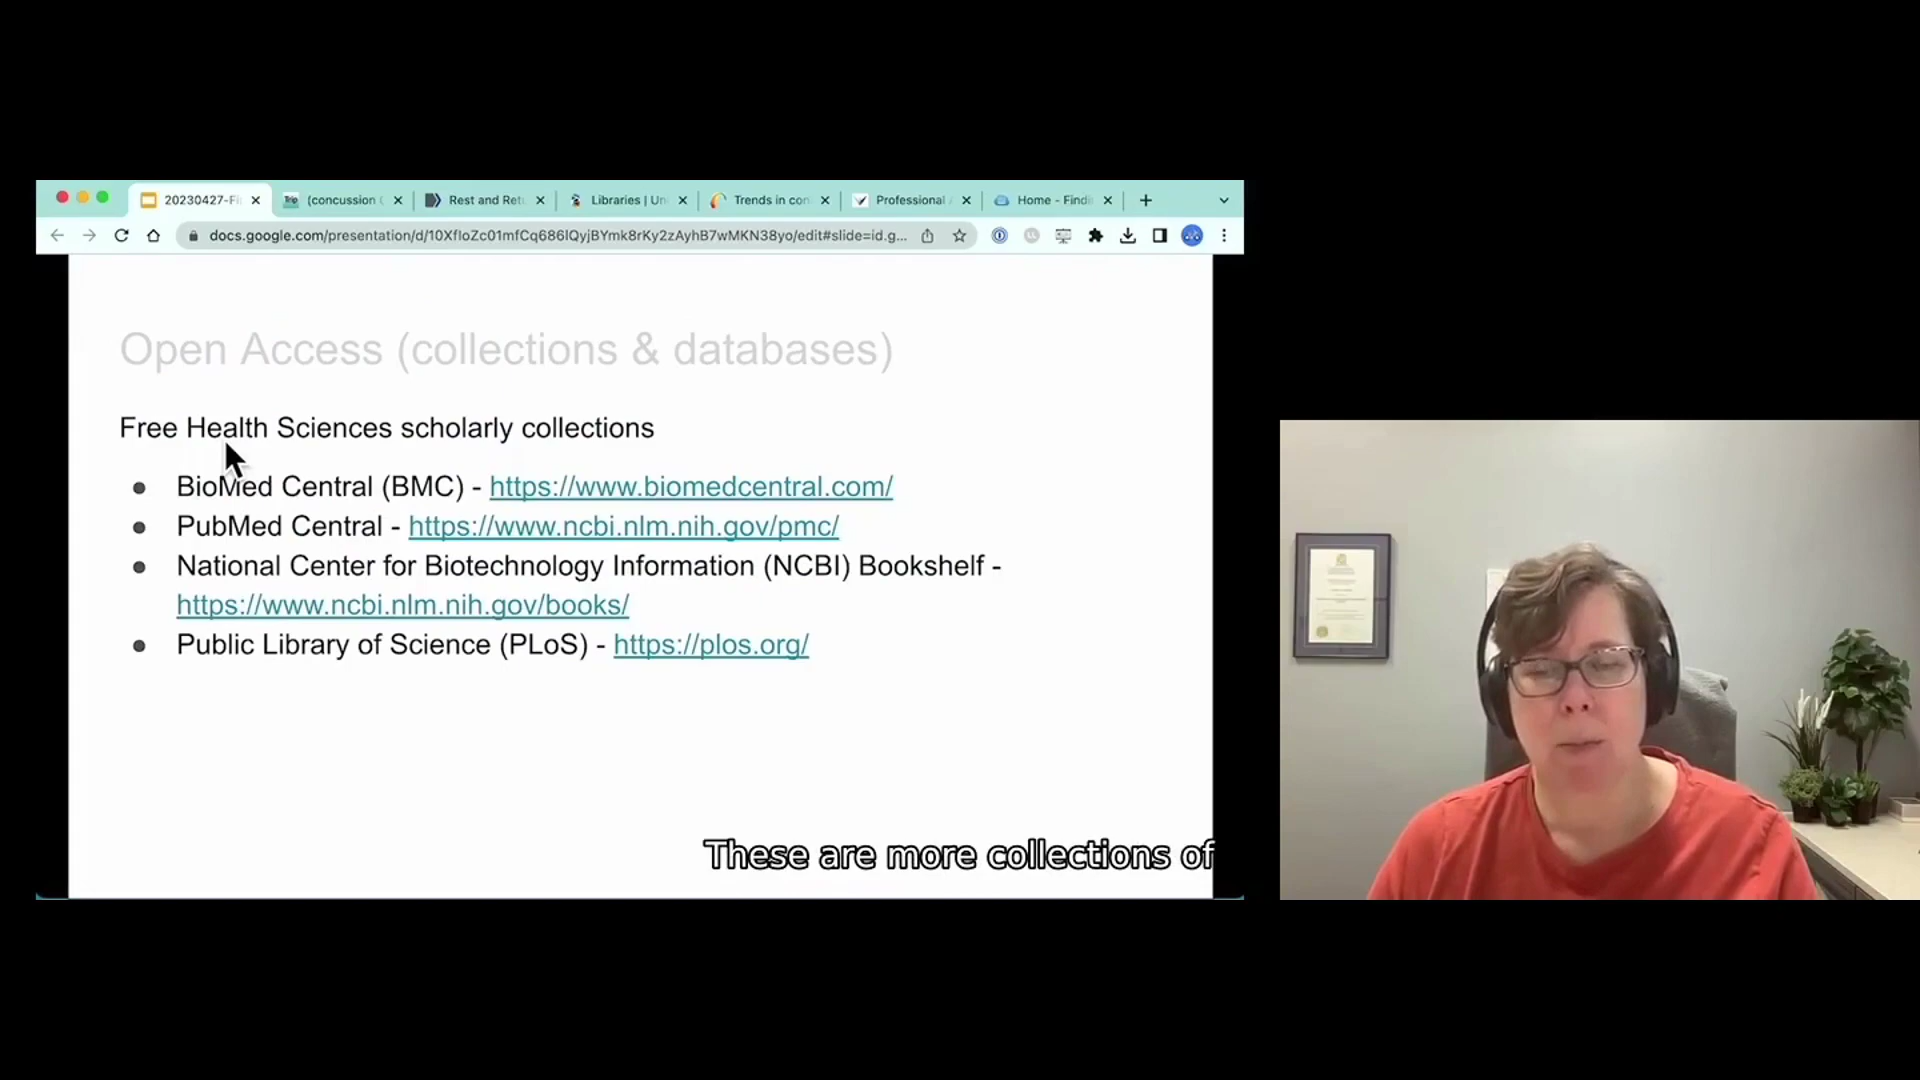 20230427-Fi
(concussion
Rest and Ret
Libraries | Un
Trends in con
Professional
Home - Findi
docs.google.com/presentation/d/10XfIoZc01mfCq686lQyjBYmk8rKy2zAyhB7wMKN38yo/edit#slide=id.g...
Open Access (collections & databases)
Free Health Sciences scholarly collections
BioMed Central (BMC) - https://www.biomedcentral.com/
PubMed Central - https://www.ncbi.nlm.nih.gov/pmc/
National Center for Biotechnology Information (NCBI) Bookshelf -
https://www.ncbi.nlm.nih.gov/books/
Public Library of Science (PLoS) - https://plos.org/
These are more collections of